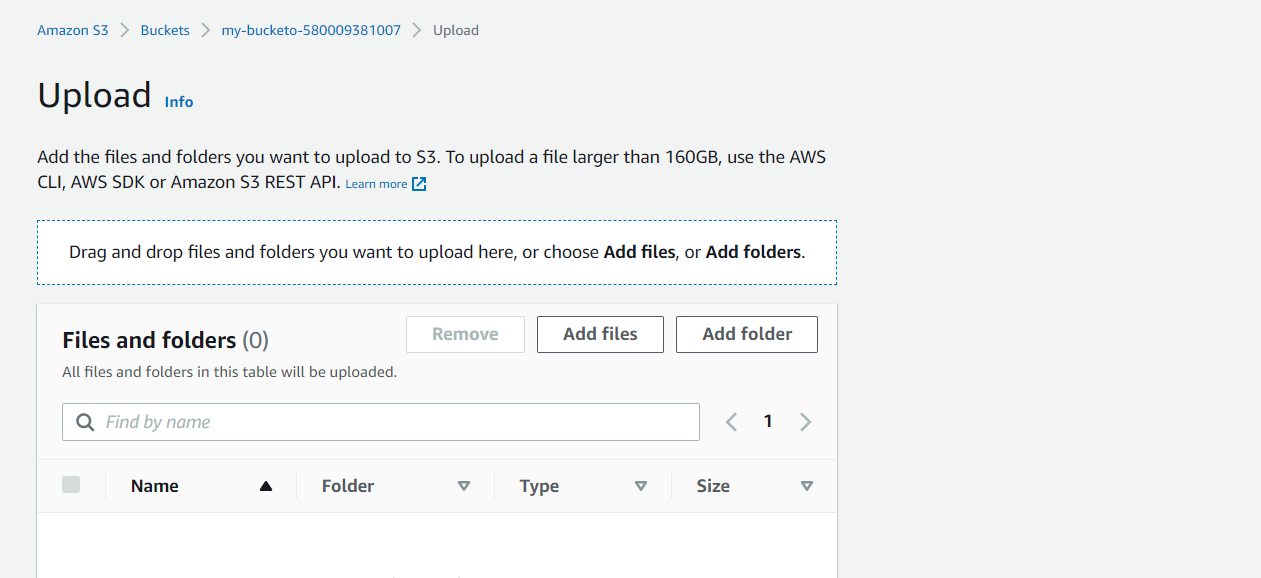 Amazon S3 > Buckets > my-bucketo-580009381007 > Upload
Upload Info
Add the files and folders you want to upload to S3. To upload a file larger than 160GB, use the AWS
CLI, AWS SDK or Amazon S3 REST API. Learn more
Drag and drop files and folders you want to upload here, or choose Add files, or Add folders.
Files and folders (0)
Remove
Add files
Add folder
All files and folders in this table will be uploaded.
Find by name
1
Name
Folder
Type
Size